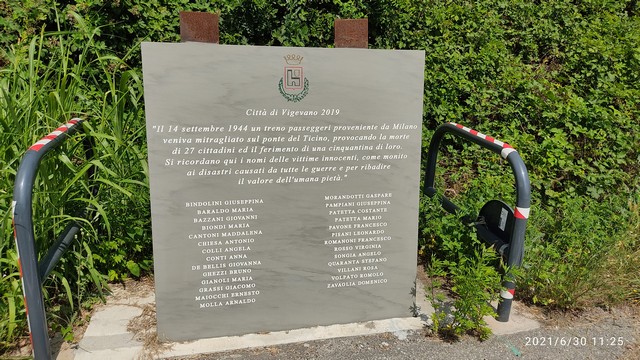 Città di Vigevano 2019
"Il 14 settembre 1944 un treno passeggeri proveniente da Milano
veniva mitragliato sul ponte del Ticino, provocando la morte
di 27 cittadini ed il ferimento di una cinquantina di loro.
Si ricordano qui i nomi delle vittime innocenti, come monito
ai disastri causati da tutte le guerre e per ribadire
il valore dell'umana pietà."
BINDOLINI GIUSEPPINA
BARALDO MARIA
BAZZANI GIOVANNI
BIONDI MARIA
CANTONI MADDALENA
CHIESA ANTONIO
COLLI ANGELA
CONTI ANNA
DE BELLIS GIOVANNA
GHEZZI BRUNO
GIANOLI MARIA
GRASSI GIACOMO
MAIOCCHI ERNESTO
MOLLA ARNALDO
MORANDOTTI GASPARE
PAMPIANI GIUSEPPINA
PATETTA COSTANTE
PATETTA MARIO
PAVONE FRANCESCO
PISANI LEONARDO
ROMANONI FRANCESCO
ROSSO VIRGINIA
SONGIA ANGELO
QUARANTA STEFANO
VILLANI ROSA
VOLPATO ROMOLO
ZAVAGLIA DOMENICO
2021/6/30 11:25